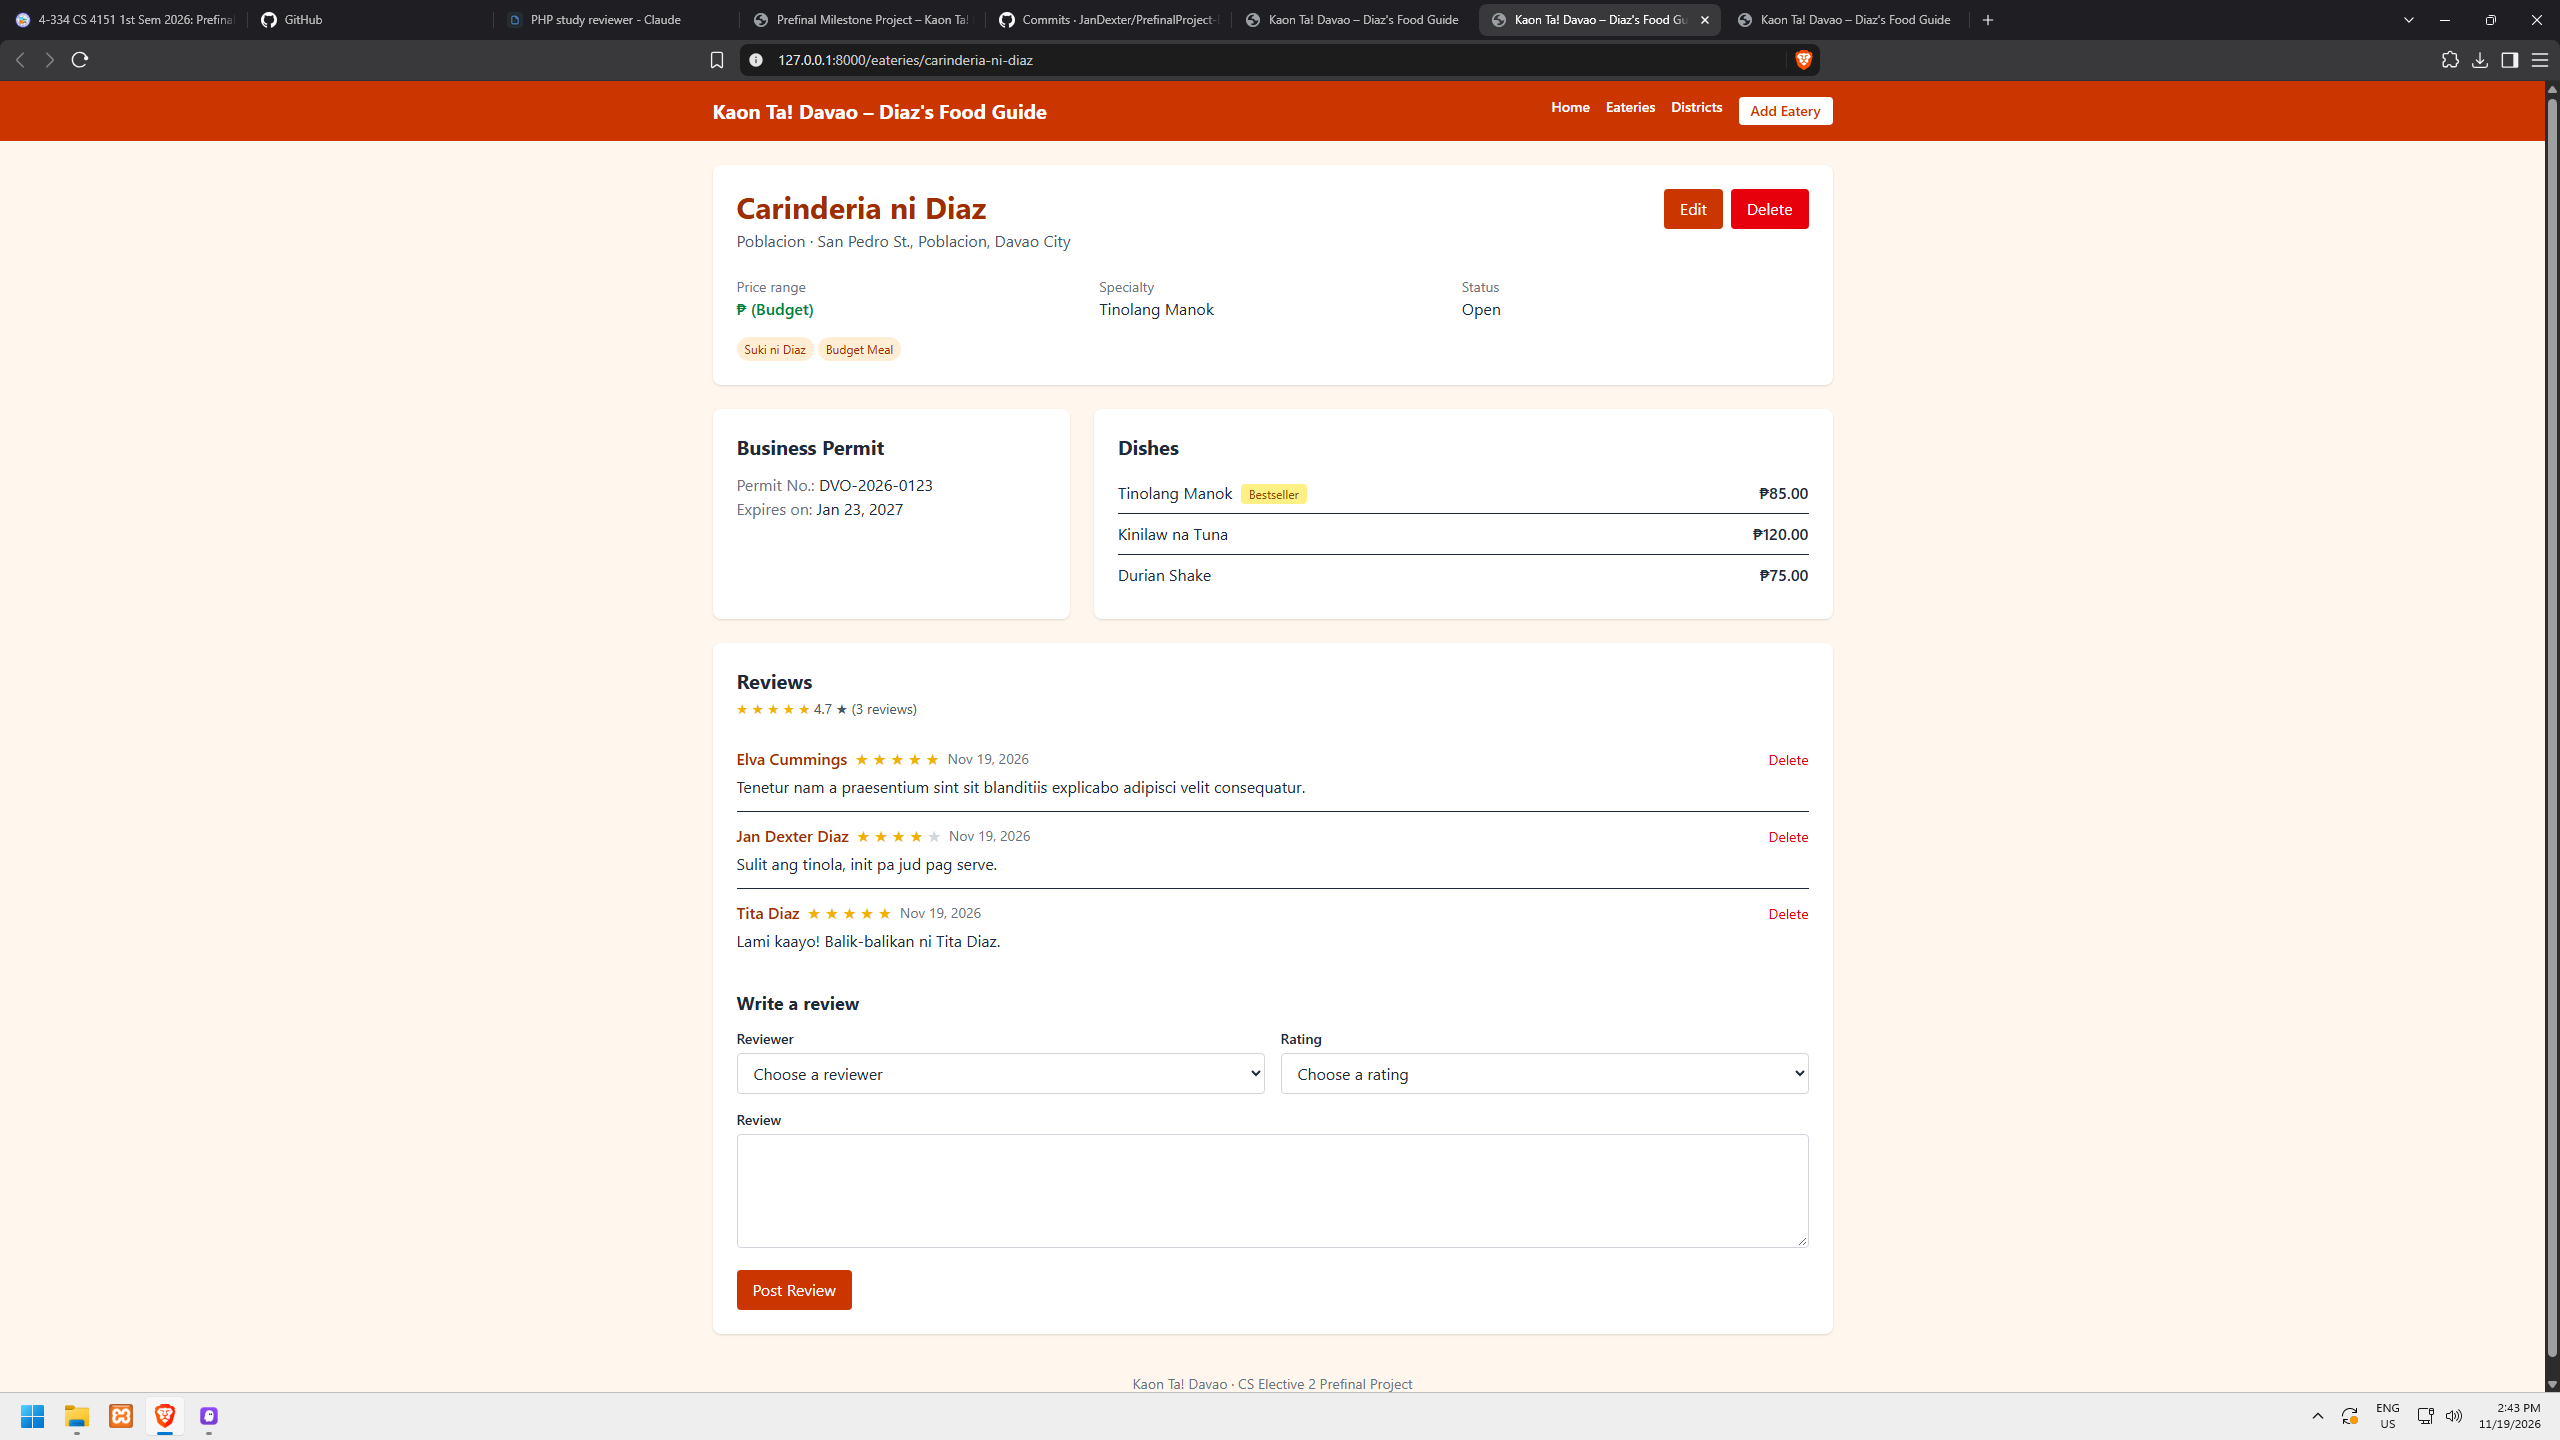 4-334 CS 4151 1st Sem 2026: Prefinal
GitHub
PHP study reviewer - Claude
Prefinal Milestone Project – Kaon Ta!
Commits · JanDexter/PrefinalProject-
Kaon Ta! Davao – Diaz's Food Guide
Kaon Ta! Davao – Diaz's Food Gu
Kaon Ta! Davao – Diaz's Food Guide
127.0.0.1:8000/eateries/carinderia-ni-diaz
Kaon Ta! Davao – Diaz's Food Guide
Home
Eateries
Districts
Add Eatery
Carinderia ni Diaz
Edit
Delete
Poblacion · San Pedro St., Poblacion, Davao City
Price range
₱ (Budget)
Specialty
Tinolang Manok
Status
Open
Suki ni Diaz
Budget Meal
Business Permit
Permit No.: DVO-2026-0123
Expires on: Jan 23, 2027
Dishes
Tinolang Manok Bestseller ₱85.00
Kinilaw na Tuna ₱120.00
Durian Shake ₱75.00
Reviews
★ ★ ★ ★ ★ 4.7 ★ (3 reviews)
Elva Cummings ★ ★ ★ ★ ★ Nov 19, 2026 Delete
Tenetur nam a praesentium sint sit blanditiis explicabo adipisci velit consequatur.
Jan Dexter Diaz ★ ★ ★ ★ ★ Nov 19, 2026 Delete
Sulit ang tinola, init pa jud pag serve.
Tita Diaz ★ ★ ★ ★ ★ Nov 19, 2026 Delete
Lami kaayo! Balik-balikan ni Tita Diaz.
Write a review
Reviewer
Choose a reviewer
Rating
Choose a rating
Review
Post Review
Kaon Ta! Davao · CS Elective 2 Prefinal Project
ENG
US
2:43 PM
11/19/2026